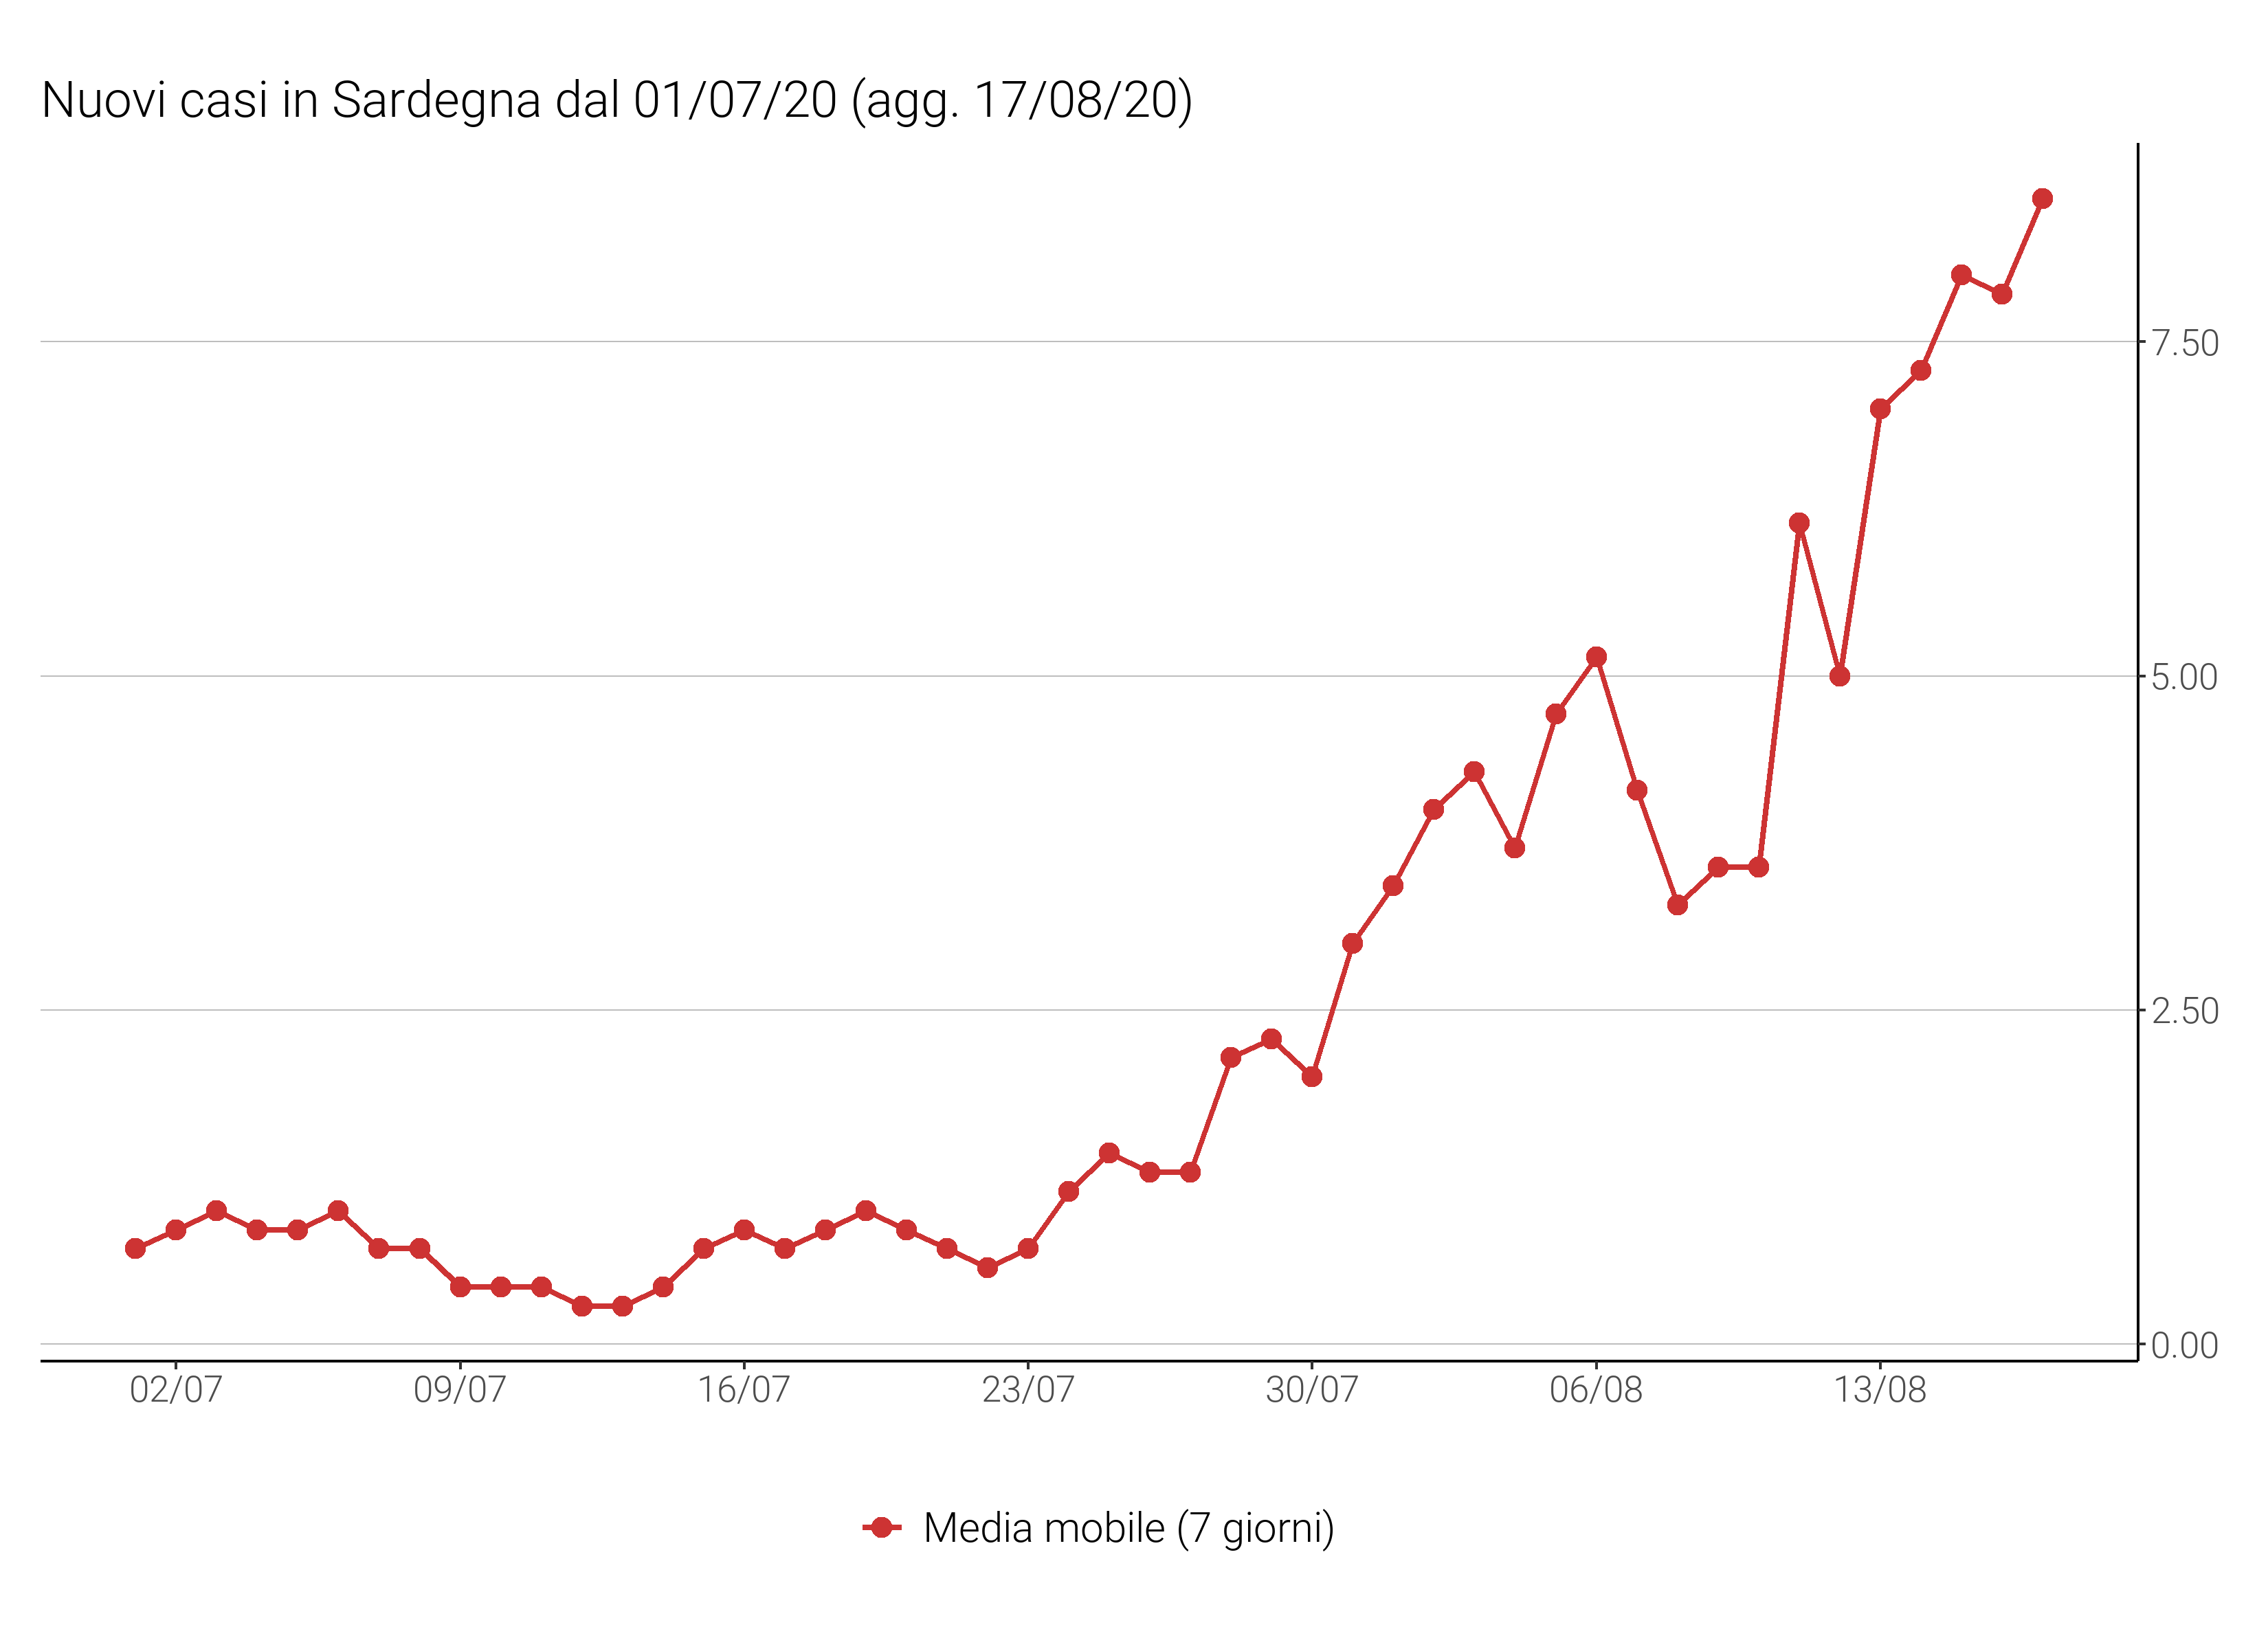 Nuovi casi in Sardegna dal 01/07/20 (agg. 17/08/20)
7.50
5.00
2.50
0.00
02/07 09/07 16/07 23/07 30/07 06/08 13/08
Media mobile (7 giorni)